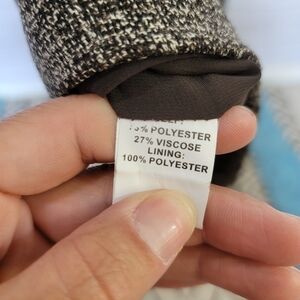 % POLYESTER
27% VISCOSE
LINING:
100% POLYESTER